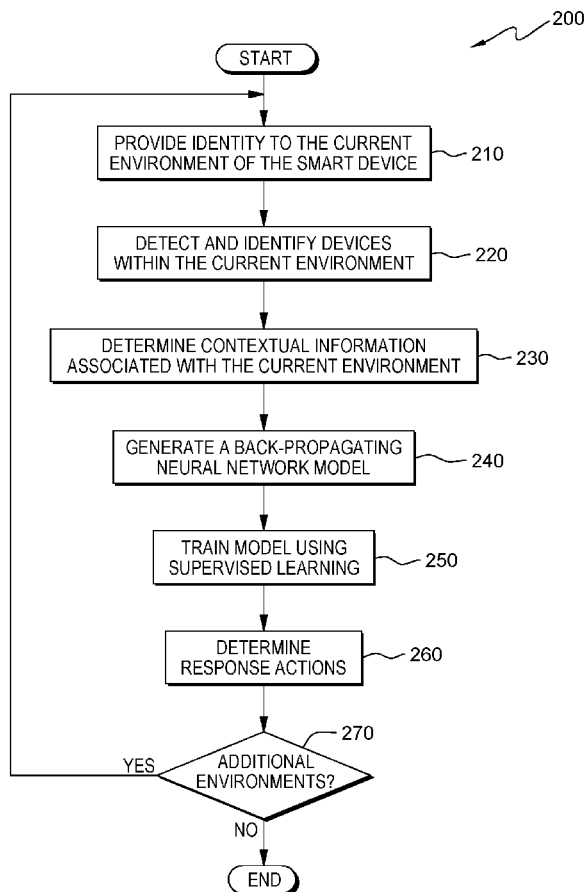 200
START
PROVIDE IDENTITY TO THE CURRENT
ENVIRONMENT OF THE SMART DEVICE
210
DETECT AND IDENTIFY DEVICES
WITHIN THE CURRENT ENVIRONMENT
220
DETERMINE CONTEXTUAL INFORMATION
ASSOCIATED WITH THE CURRENT ENVIRONMENT
230
GENERATE A BACK-PROPAGATING
NEURAL NETWORK MODEL
240
TRAIN MODEL USING
SUPERVISED LEARNING
250
DETERMINE
RESPONSE ACTIONS
260
270
YES
ADDITIONAL
ENVIRONMENTS?
NO
END